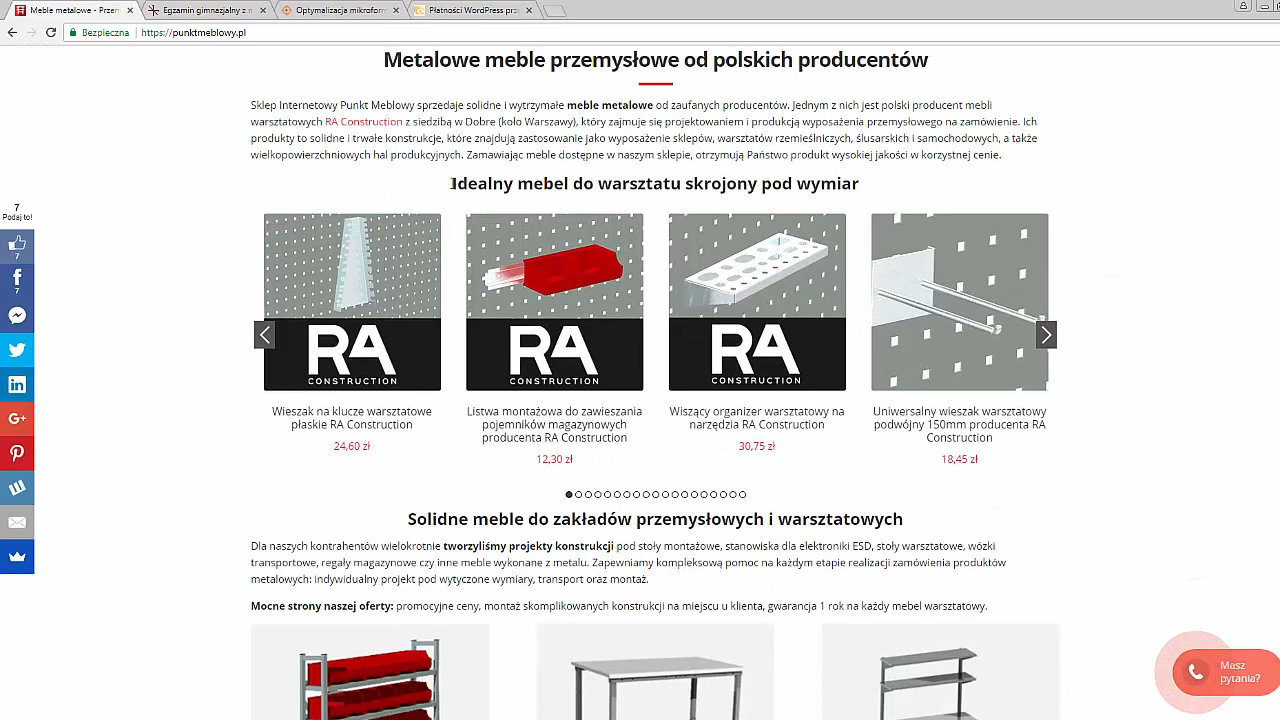 Meble metalowe - Przem
Egzamin gimnazjalny z m
Optymalizacja mikroform
Płatności WordPress prze
Bezpieczna
https://punktmeblowy.pl
Metalowe meble przemysłowe od polskich producentów
Sklep Internetowy Punkt Meblowy sprzedaje solidne i wytrzymałe meble metalowe od zaufanych producentów. Jednym z nich jest polski producent mebli
warsztatowych RA Construction z siedzibą w Dobre (koło Warszawy), który zajmuje się projektowaniem i produkcją wyposażenia przemysłowego na zamówienie. Ich
produkty to solidne i trwałe konstrukcje, które znajdują zastosowanie jako wyposażenie sklepów, warsztatów rzemieślniczych, ślusarskich i samochodowych, a także
wielkopowierzchniowych hal produkcyjnych. Zamawiając meble dostępne w naszym sklepie, otrzymują Państwo produkt wysokiej jakości w korzystnej cenie.
Idealny mebel do warsztatu skrojony pod wymiar
7
Podaj to!
7
7
RA
CONSTRUCTION
RA
CONSTRUCTION
RA
CONSTRUCTION
Wieszak na klucze warsztatowe
płaskie RA Construction
24,60 zł
Listwa montażowa do zawieszania
pojemników magazynowych
producenta RA Construction
12,30 zł
Wiszący organizer warsztatowy na
narzędzia RA Construction
30,75 zł
Uniwersalny wieszak warsztatowy
podwójny 150mm producenta RA
Construction
18,45 zł
Solidne meble do zakładów przemysłowych i warsztatowych
Dla naszych kontrahentów wielokrotnie tworzyliśmy projekty konstrukcji pod stoły montażowe, stanowiska dla elektroniki ESD, stoły warsztatowe, wózki
transportowe, regały magazynowe czy inne meble wykonane z metalu. Zapewniamy kompleksową pomoc na każdym etapie realizacji zamówienia produktów
metalowych: indywidualny projekt pod wytyczone wymiary, transport oraz montaż.
Mocne strony naszej oferty: promocyjne ceny, montaż skomplikowanych konstrukcji na miejscu u klienta, gwarancja 1 rok na każdy mebel warsztatowy.
Masz
pytania?